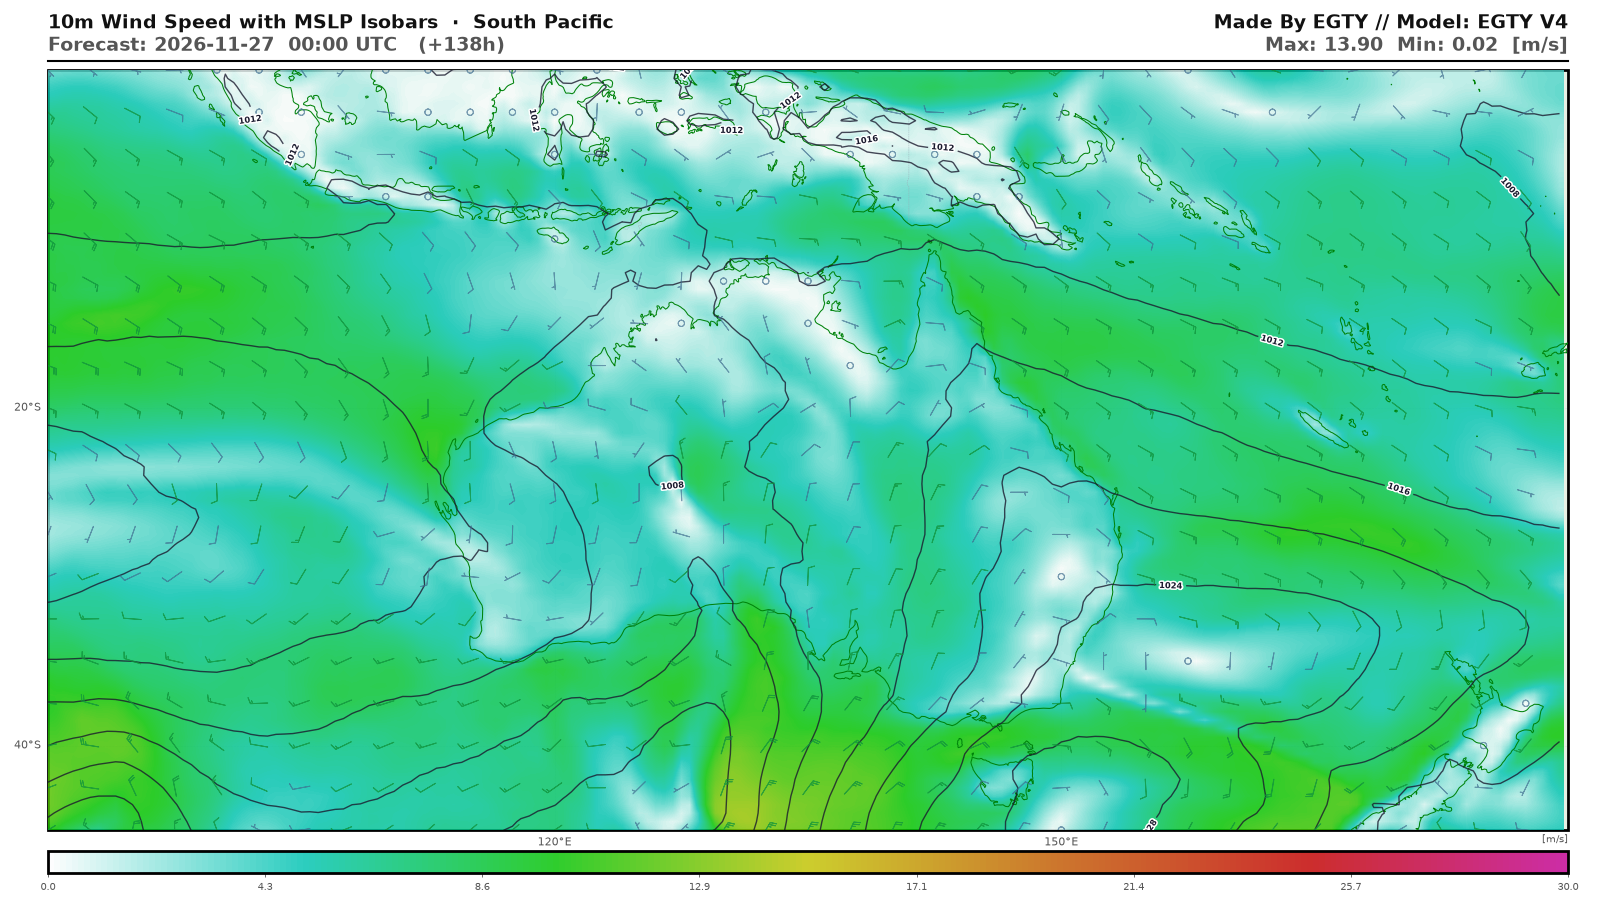 10m Wind Speed with MSLP Isobars · South Pacific
Made By EGTY // Model: EGTY V4
Forecast: 2026-11-27 00:00 UTC (+138h)
Max: 13.90 Min: 0.02 [m/s]
10
1012
1012
1012
1012
1012
1016
1012
1008
20°S
1012
1008
1016
1024
40°S
28
120°E
150°E
[m/s]
0.0
4.3
8.6
12.9
17.1
21.4
25.7
30.0